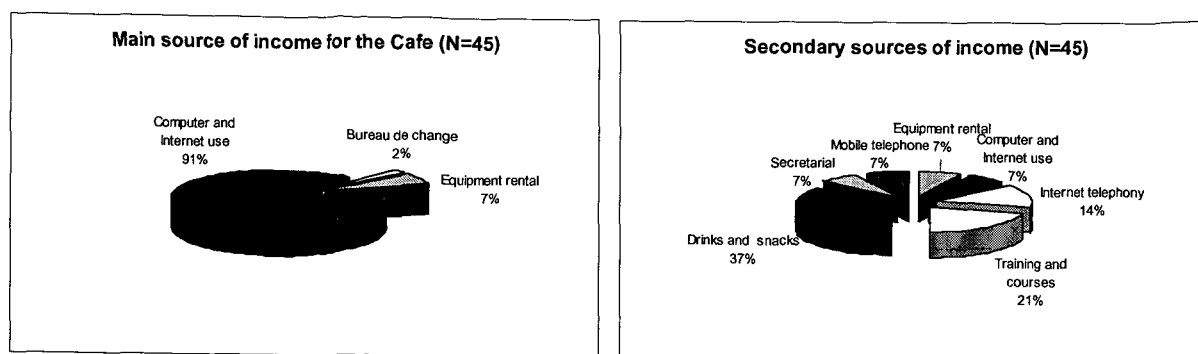 Main source of income for the Cafe (N=45)
Computer and
Internet use
91%
Bureau de change
2%
Equipment rental
7%
Secondary sources of income (N=45)
Equipment rental
7%
Mobile telephone
7%
Secretarial
7%
Computer and
Internet use
7%
Internet telephony
14%
Drinks and snacks
37%
Training and
courses
21%